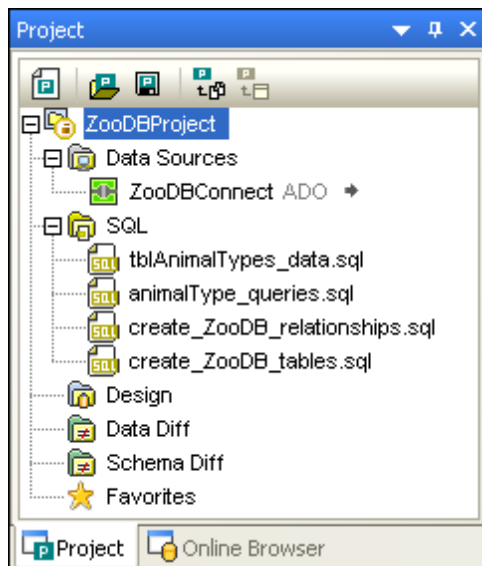 Project
ZooDBProject
Data Sources
ZooDBConnect ADO
SQL
tblAnimalTypes_data.sql
animalType_queries.sql
create_ZooDB_relationships.sql
create_ZooDB_tables.sql
Design
Data Diff
Schema Diff
Favorites
Project Online Browser